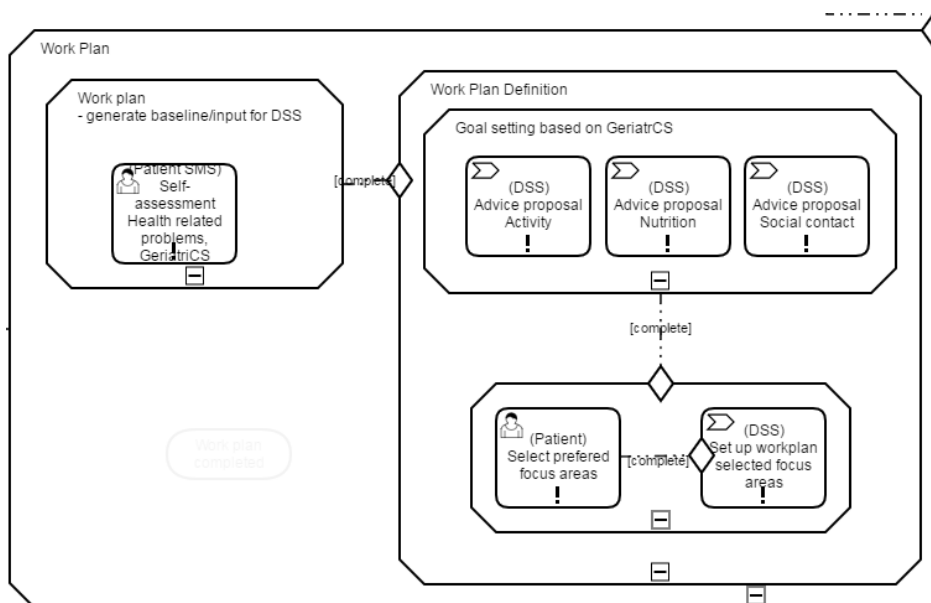 Work Plan
Work plan
- generate baseline/input for DSS
(Patient SMS)
Self-
assessment
Health related
problems,
GeriatriCS
[complete]
Work Plan Definition
Goal setting based on GeriatrCS
(DSS)
Advice proposal
Activity
(DSS)
Advice proposal
Nutrition
(DSS)
Advice proposal
Social contact
[complete]
(Patient)
Select prefered
focus areas
[complete]
(DSS)
Set up workplan
selected focus
areas
Work plan
completed